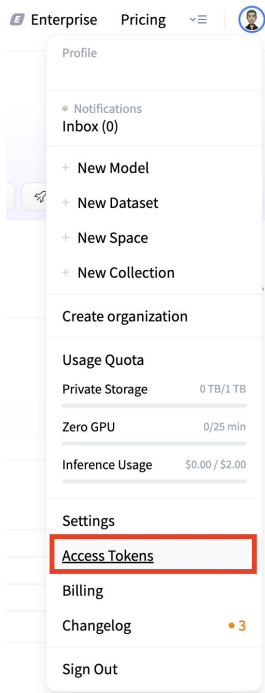 Enterprise Pricing
Profile
Notifications
Inbox (0)
+ New Model
+ New Dataset
+ New Space
+ New Collection
Create organization
Usage Quota
Private Storage 0 TB/1 TB
Zero GPU 0/25 min
Inference Usage $0.00 / $2.00
Settings
Access Tokens
Billing
Changelog 3
Sign Out